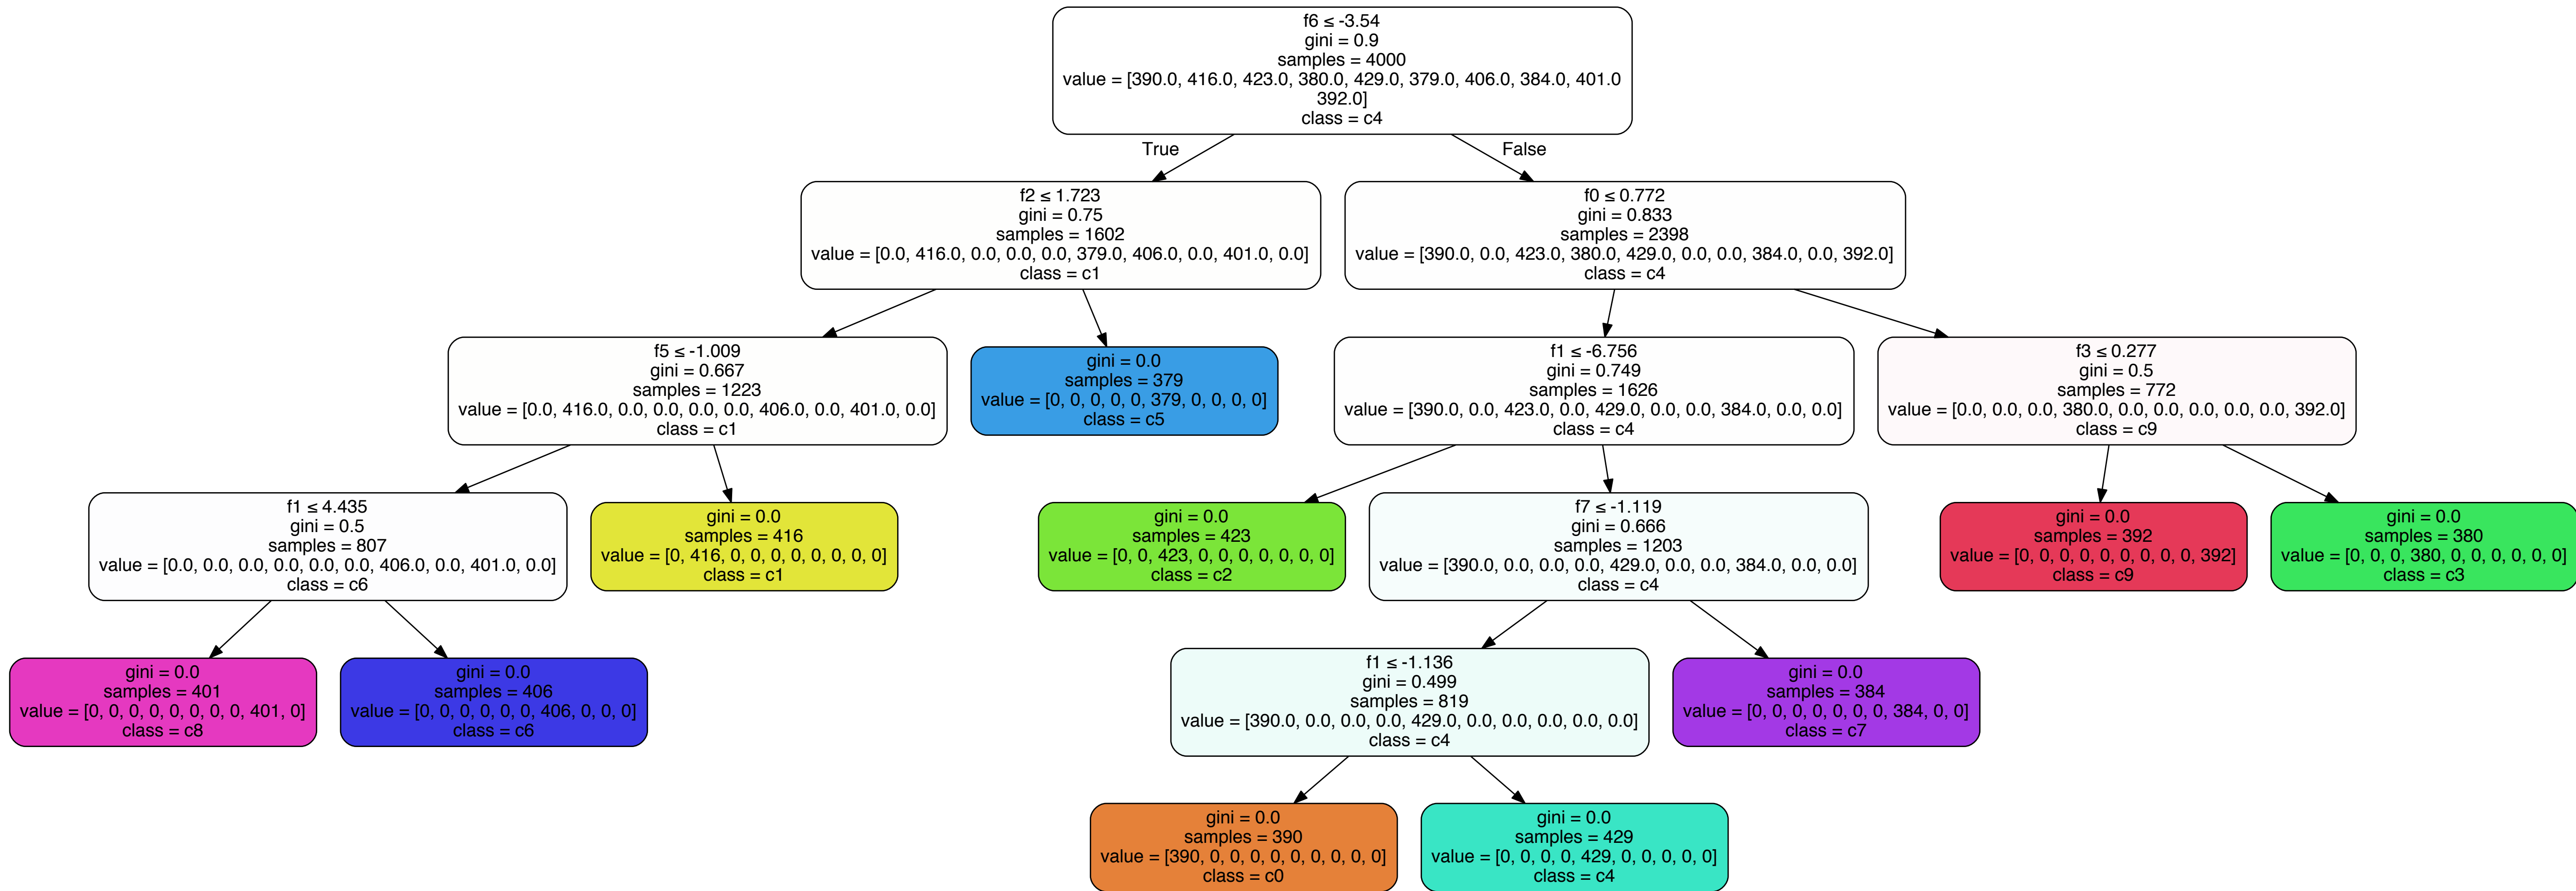 f6 ≤ -3.54
gini = 0.9
samples = 4000
value = [390.0, 416.0, 423.0, 380.0, 429.0, 379.0, 406.0, 384.0, 401.0
392.0]
class = c4
True
False
f2 ≤ 1.723
gini = 0.75
samples = 1602
value = [0.0, 416.0, 0.0, 0.0, 0.0, 379.0, 406.0, 0.0, 401.0, 0.0]
class = c1
f0 ≤ 0.772
gini = 0.833
samples = 2398
value = [390.0, 0.0, 423.0, 380.0, 429.0, 0.0, 0.0, 384.0, 0.0, 392.0]
class = c4
f5 ≤ -1.009
gini = 0.667
samples = 1223
value = [0.0, 416.0, 0.0, 0.0, 0.0, 0.0, 406.0, 0.0, 401.0, 0.0]
class = c1
gini = 0.0
samples = 379
value = [0, 0, 0, 0, 0, 379, 0, 0, 0, 0]
class = c5
f1 ≤ -6.756
gini = 0.749
samples = 1626
value = [390.0, 0.0, 423.0, 0.0, 429.0, 0.0, 0.0, 384.0, 0.0, 0.0]
class = c4
f3 ≤ 0.277
gini = 0.5
samples = 772
value = [0.0, 0.0, 0.0, 380.0, 0.0, 0.0, 0.0, 0.0, 0.0, 392.0]
class = c9
f1 ≤ 4.435
gini = 0.5
samples = 807
value = [0.0, 0.0, 0.0, 0.0, 0.0, 0.0, 406.0, 0.0, 401.0, 0.0]
class = c6
gini = 0.0
samples = 416
value = [0, 416, 0, 0, 0, 0, 0, 0, 0, 0]
class = c1
gini = 0.0
samples = 423
value = [0, 0, 423, 0, 0, 0, 0, 0, 0, 0]
class = c2
f7 ≤ -1.119
gini = 0.666
samples = 1203
value = [390.0, 0.0, 0.0, 0.0, 429.0, 0.0, 0.0, 384.0, 0.0, 0.0]
class = c4
gini = 0.0
samples = 392
value = [0, 0, 0, 0, 0, 0, 0, 0, 0, 392]
class = c9
gini = 0.0
samples = 380
value = [0, 0, 0, 380, 0, 0, 0, 0, 0, 0]
class = c3
gini = 0.0
samples = 401
value = [0, 0, 0, 0, 0, 0, 0, 0, 401, 0]
class = c8
gini = 0.0
samples = 406
value = [0, 0, 0, 0, 0, 0, 406, 0, 0, 0]
class = c6
f1 ≤ -1.136
gini = 0.499
samples = 819
value = [390.0, 0.0, 0.0, 0.0, 429.0, 0.0, 0.0, 0.0, 0.0, 0.0]
class = c4
gini = 0.0
samples = 384
value = [0, 0, 0, 0, 0, 0, 0, 384, 0, 0]
class = c7
gini = 0.0
samples = 390
value = [390, 0, 0, 0, 0, 0, 0, 0, 0, 0]
class = c0
gini = 0.0
samples = 429
value = [0, 0, 0, 0, 429, 0, 0, 0, 0, 0]
class = c4